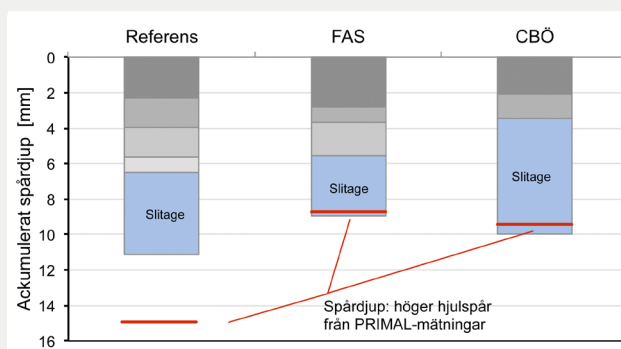 Referens FAS CBÖ
0
2
4
6
8
10
12
14
16
Ackumulerat spårdjup [mm]
Slitage
Slitage
Slitage
Spårdjup: höger hjulspår
från PRIMAL-mätningar